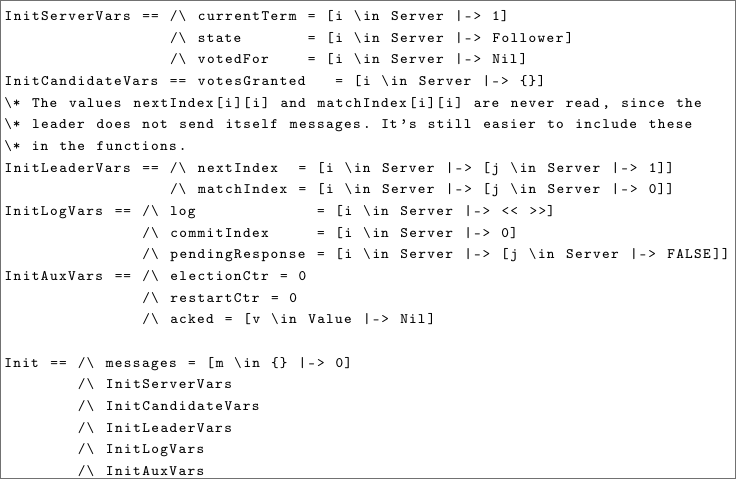 InitServerVars == /\ currentTerm = [i \in Server |-> 1]
                  /\ state       = [i \in Server |-> Follower]
                  /\ votedFor    = [i \in Server |-> Nil]
InitCandidateVars == votesGranted   = [i \in Server |-> {}]
\* The values nextIndex[i][i] and matchIndex[i][i] are never read, since the
\* leader does not send itself messages. It's still easier to include these
\* in the functions.
InitLeaderVars == /\ nextIndex  = [i \in Server |-> [j \in Server |-> 1]]
                  /\ matchIndex = [i \in Server |-> [j \in Server |-> 0]]
InitLogVars == /\ log             = [i \in Server |-> << >>]
               /\ commitIndex     = [i \in Server |-> 0]
               /\ pendingResponse = [i \in Server |-> [j \in Server |-> FALSE]]
InitAuxVars == /\ electionCtr = 0
               /\ restartCtr = 0
               /\ acked = [v \in Value |-> Nil]

Init == /\ messages = [m \in {} |-> 0]
        /\ InitServerVars
        /\ InitCandidateVars
        /\ InitLeaderVars
        /\ InitLogVars
        /\ InitAuxVars